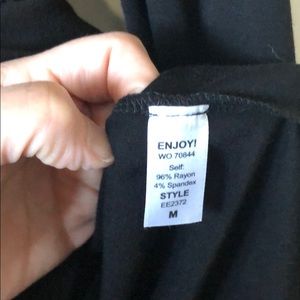 ENJOY!
WO.70844
Self:
96% Rayon
4% Spandex
STYLE
EE2372
M